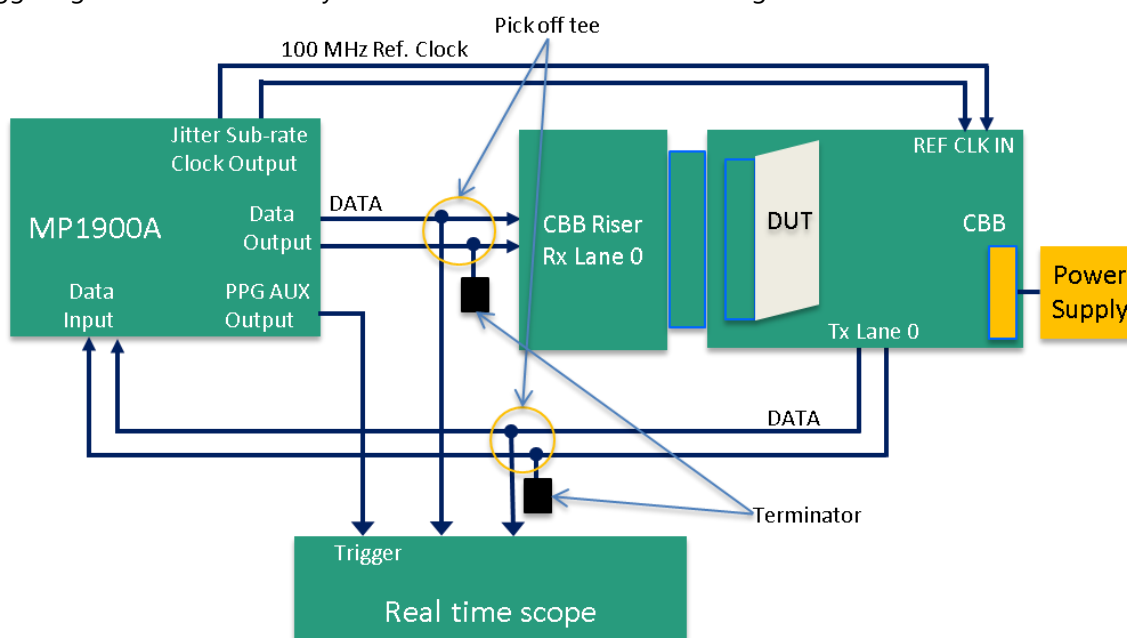 Pick off tee
100 MHz Ref. Clock
Jitter Sub-rate
Clock Output
REF CLK IN
DATA
MP1900A
Data
Output
CBB Riser
Rx Lane 0
DUT
CBB
Data
Input
PPG AUX
Output
Power
Supply
Tx Lane 0
DATA
Terminator
Trigger
Real time scope